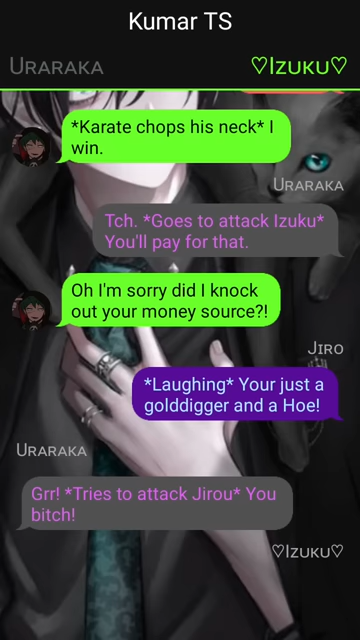 Kumar TS
Uraraka
♡Izuku♡
*Karate chops his neck* I
win.
Uraraka
Tch. *Goes to attack Izuku*
You'll pay for that.
Oh I'm sorry did I knock
out your money source?!
Jiro
*Laughing* Your just a
golddigger and a Hoe!
Uraraka
Grr! *Tries to attack Jirou* You
bitch!
♡Izuku♡